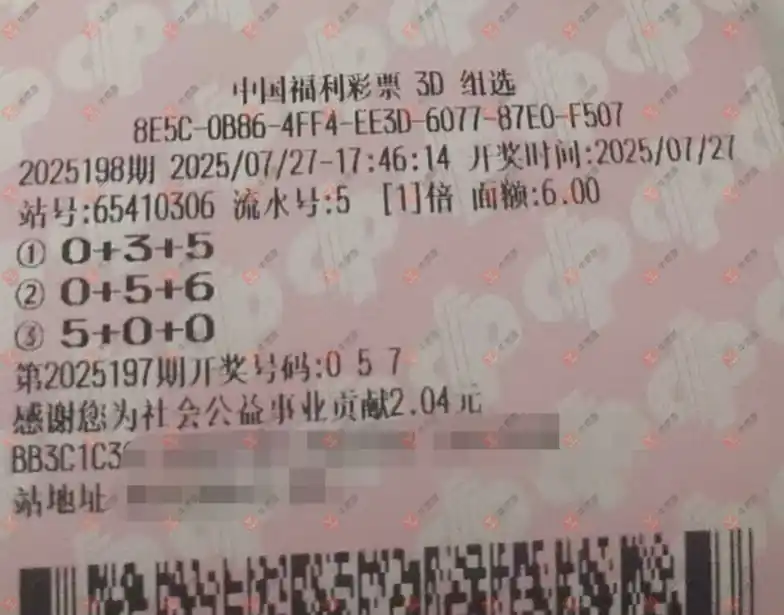 中国福利彩票 3D 组选
8E5C-0B86-4FF4-EE3D-6077-87E0-F507
2025198期 2025/07/27-17:46:14 开奖时间:2025/07/27
站号:65410306 流水号:5 [1]倍 面额:6.00
① 0+3+5
② 0+5+6
③ 5+0+0
第2025197期开奖号码:0 5 7
感谢您为社会公益事业贡献2.04元
BB3C1C3
站地址